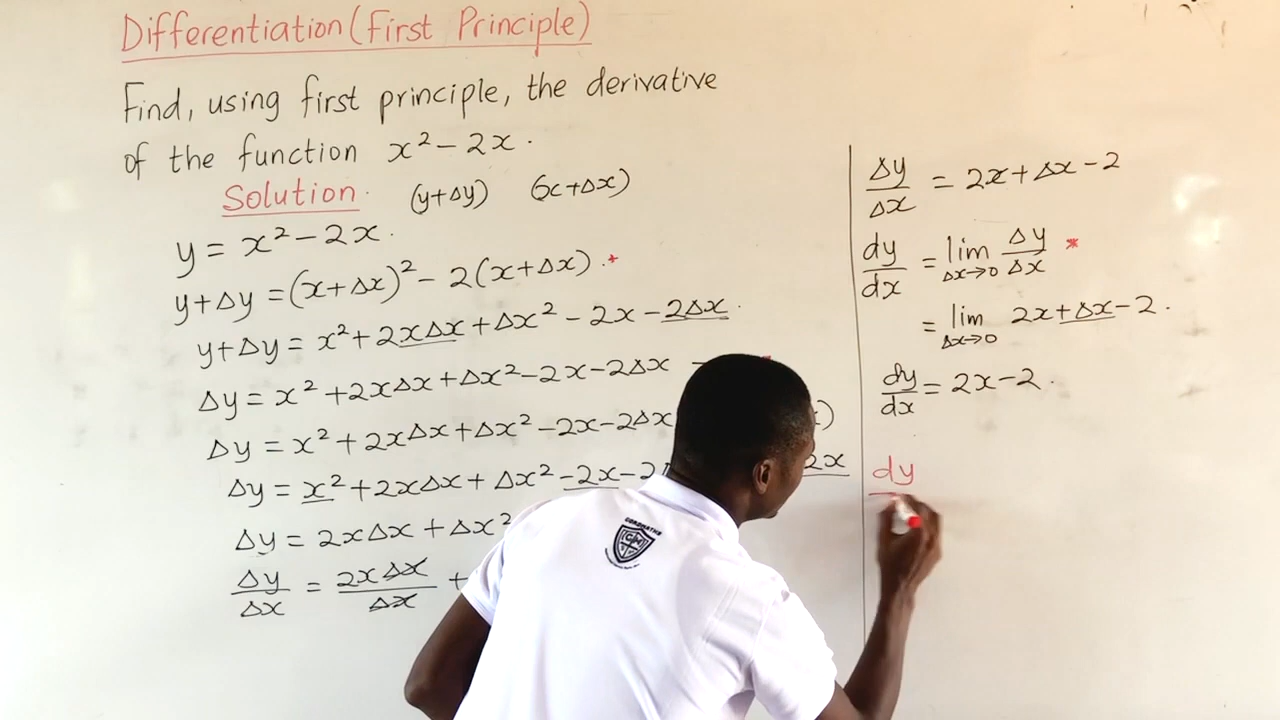 Differentiation (First Principle)
Find, using first principle, the derivative
of the function x² - 2x.
Solution. (y+Δy) (x+Δx)
y = x² - 2x.
y+Δy = (x+Δx)² - 2(x+Δx).
y+Δy = x² + 2xΔx + Δx² - 2x - 2Δx.
Δy = x² + 2xΔx + Δx² - 2x - 2Δx -
Δy = x² + 2xΔx + Δx² - 2x - 2Δx )
Δy = x² + 2xΔx + Δx² - 2x - 2 2x
Δy = 2xΔx + Δx²
Δy/Δx = 2xΔx/Δx +
Δy/Δx = 2x + Δx - 2
dy/dx = lim Δx→0 Δy/Δx *
= lim Δx→0 2x + Δx - 2.
dy/dx = 2x - 2.
dy
COROMATHS
CM